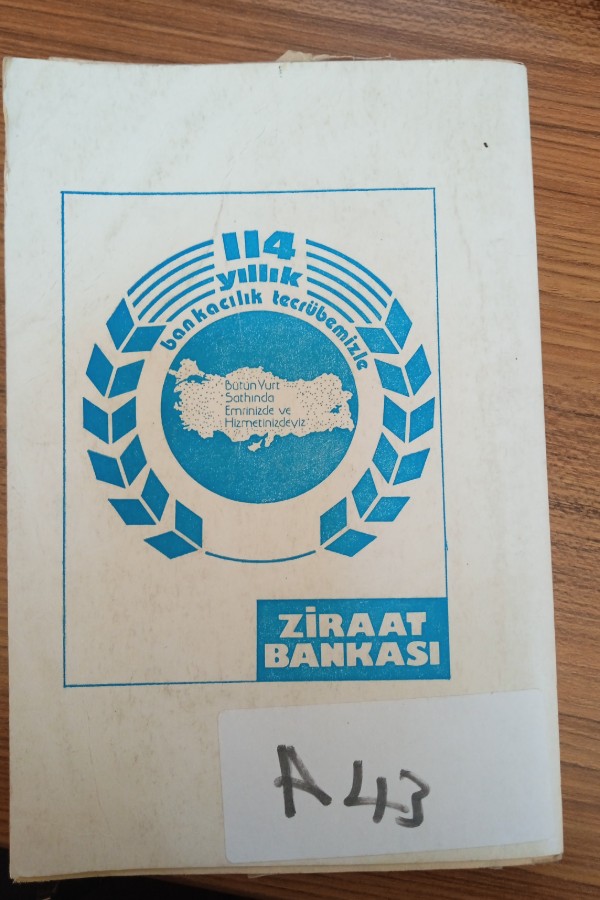 114
yıllık
bankacılık tecrübemizle
Bütün Yurt
Sathında
Emrinizde ve
Hizmetinizdeyiz
ZİRAAT
BANKASI
A 43